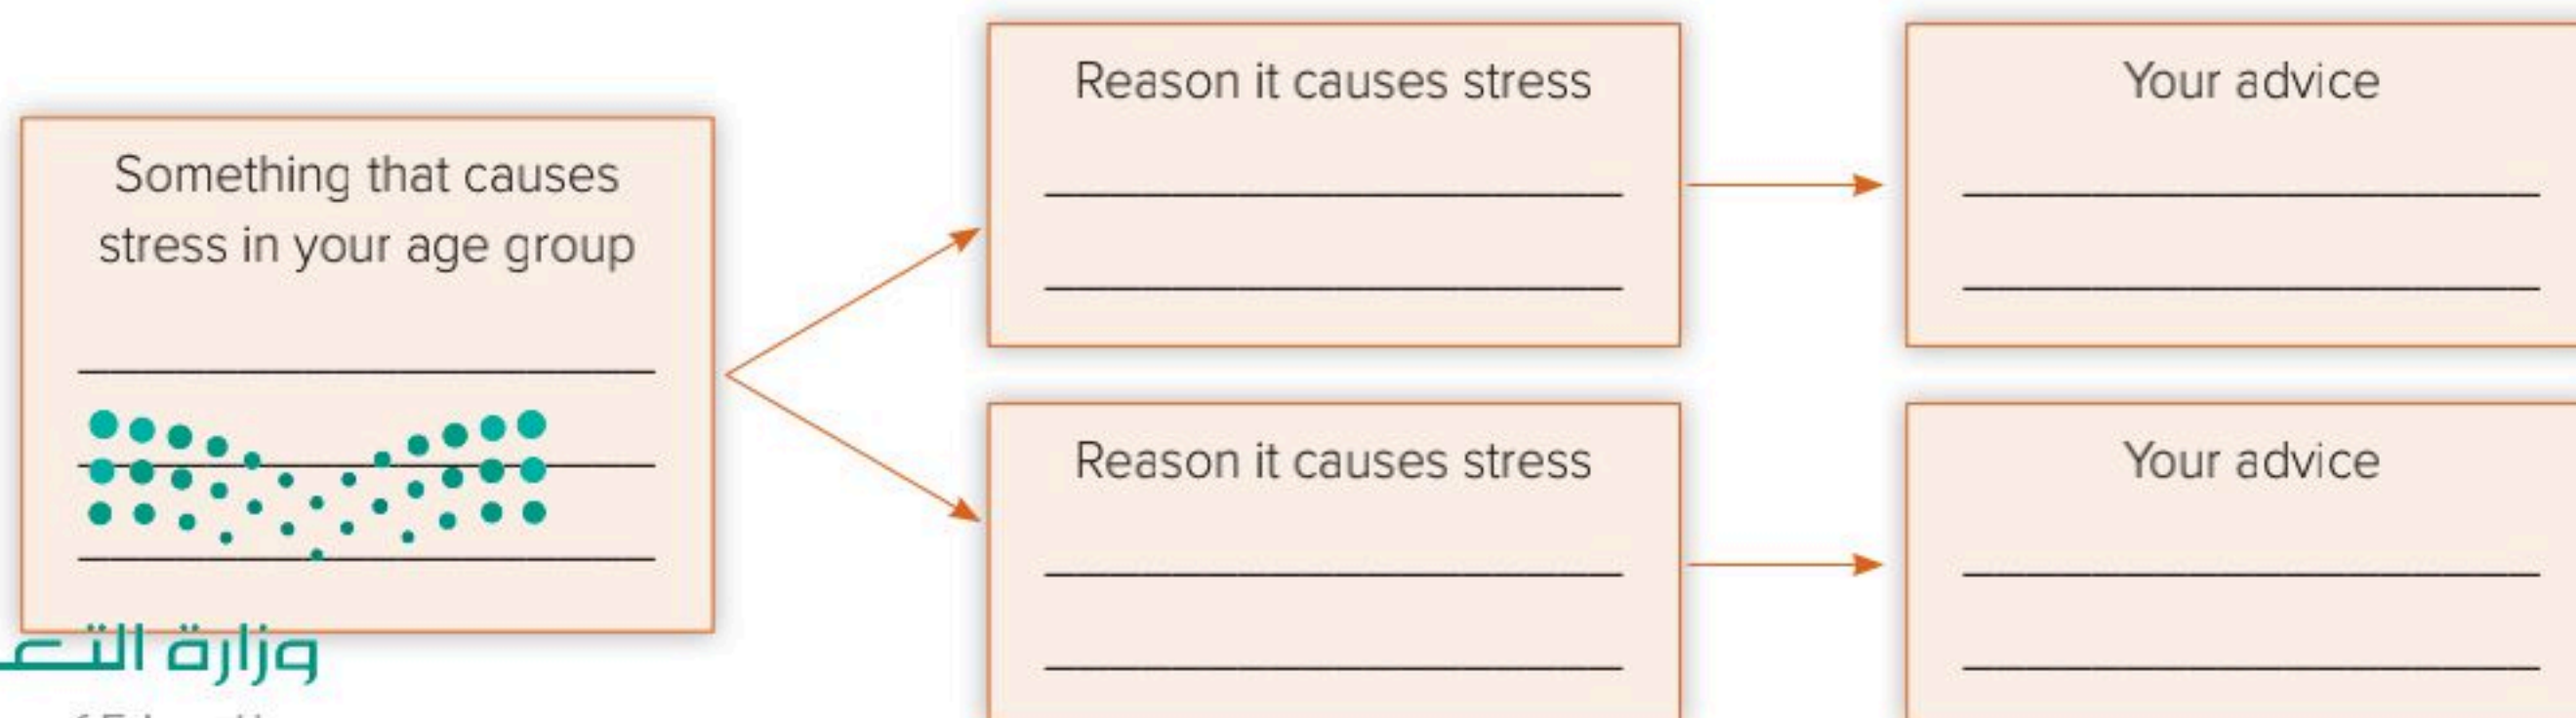 Something that causes
stress in your age group
Reason it causes stress
Your advice
Reason it causes stress
Your advice
وزارة